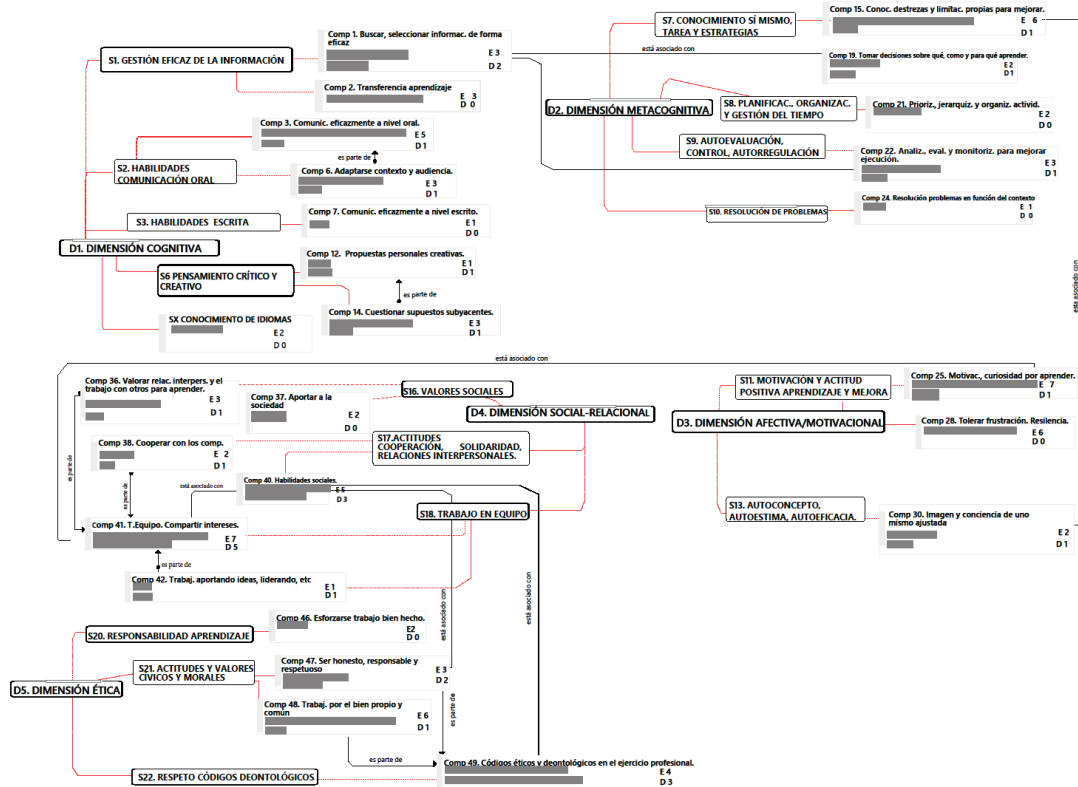 S7. CONOCIMIENTO SÍ MISMO,
TAREA Y ESTRATEGIAS
Comp 15. Conoc. destrezas y limitac. propias para mejorar.
E 6
D 1
Comp 1. Buscar, seleccionar informac. de forma
eficaz
E 3
D 2
S1. GESTIÓN EFICAZ DE LA INFORMACIÓN
está asociado con
Comp 19. Tomar decisiones sobre qué, como y para qué aprender.
E 2
D 1
Comp 2. Transferencia aprendizaje
E 3
D 0
D2. DIMENSIÓN METACOGNITIVA
S8. PLANIFICAC., ORGANIZAC.
Y GESTIÓN DEL TIEMPO
Comp 21. Prioriz., jerarquiz. y organiz. activid.
E 2
D 0
Comp 3. Comunic. eficazmente a nivel oral.
E 5
D 1
S9. AUTOEVALUACIÓN,
CONTROL, AUTORREGULACIÓN
Comp 22. Analiz., eval. y monitoriz. para mejorar
ejecución.
E 3
D 1
es parte de
S2. HABILIDADES
COMUNICACIÓN ORAL
Comp 6. Adaptarse contexto y audiencia.
E 3
D 1
S10. RESOLUCIÓN DE PROBLEMAS
Comp 24. Resolución problemas en función del contexto
E 1
D 0
S3. HABILIDADES ESCRITA
Comp 7. Comunic. eficazmente a nivel escrito.
E 1
D 0
D1. DIMENSIÓN COGNITIVA
Comp 12. Propuestas personales creativas.
E 1
D 1
S6 PENSAMIENTO CRÍTICO Y
CREATIVO
es parte de
esta asociado con
Comp 14. Cuestionar supuestos subyacentes.
E 3
D 1
SX CONOCIMIENTO DE IDIOMAS
E 2
D 0
está asociado con
Comp 36. Valorar relac. interpers. y el
trabajo con otros para aprender.
E 3
D 1
Comp 37. Aportar a la
sociedad
E 2
D 0
S16. VALORES SOCIALES
D4. DIMENSIÓN SOCIAL-RELACIONAL
S11. MOTIVACIÓN Y ACTITUD
POSITIVA APRENDIZAJE Y MEJORA
Comp 25. Motivac., curiosidad por aprender.
E 7
D 1
D3. DIMENSIÓN AFECTIVA/MOTIVACIONAL
Comp 28. Tolerar frustración. Resilencia.
E 6
D 0
Comp 38. Cooperar con los comp.
E 2
D 1
S17.ACTITUDES
COOPERACIÓN, SOLIDARIDAD,
RELACIONES INTERPERSONALES.
es parte de
es parte de
está asociado con
Comp 40. Habilidades sociales.
E 5
D 3
S18. TRABAJO EN EQUIPO
S13. AUTOCONCEPTO,
AUTOESTIMA, AUTOEFICACIA.
Comp 30. Imagen y conciencia de uno
mismo ajustada
E 2
D 1
Comp 41. T.Equipo. Compartir intereses.
E 7
D 5
es parte de
Comp 42. Trabaj. aportando ideas, liderando, etc
E 1
D 1
está asociado con
está asociado con
S20. RESPONSABILIDAD APRENDIZAJE
Comp 46. Esforzarse trabajo bien hecho.
E2
D 0
S21. ACTITUDES Y VALORES
CÍVICOS Y MORALES
Comp 47. Ser honesto, responsable y
respetuoso
E 3
D 2
D5. DIMENSIÓN ÉTICA
Comp 48. Trabaj. por el bien propio y
común
E 6
D 1
es parte de
es parte de
S22. RESPETO CÓDIGOS DEONTOLÓGICOS
Comp 49. Códigos éticos y deontológicos en el ejercicio profesional.
E 4
D 3